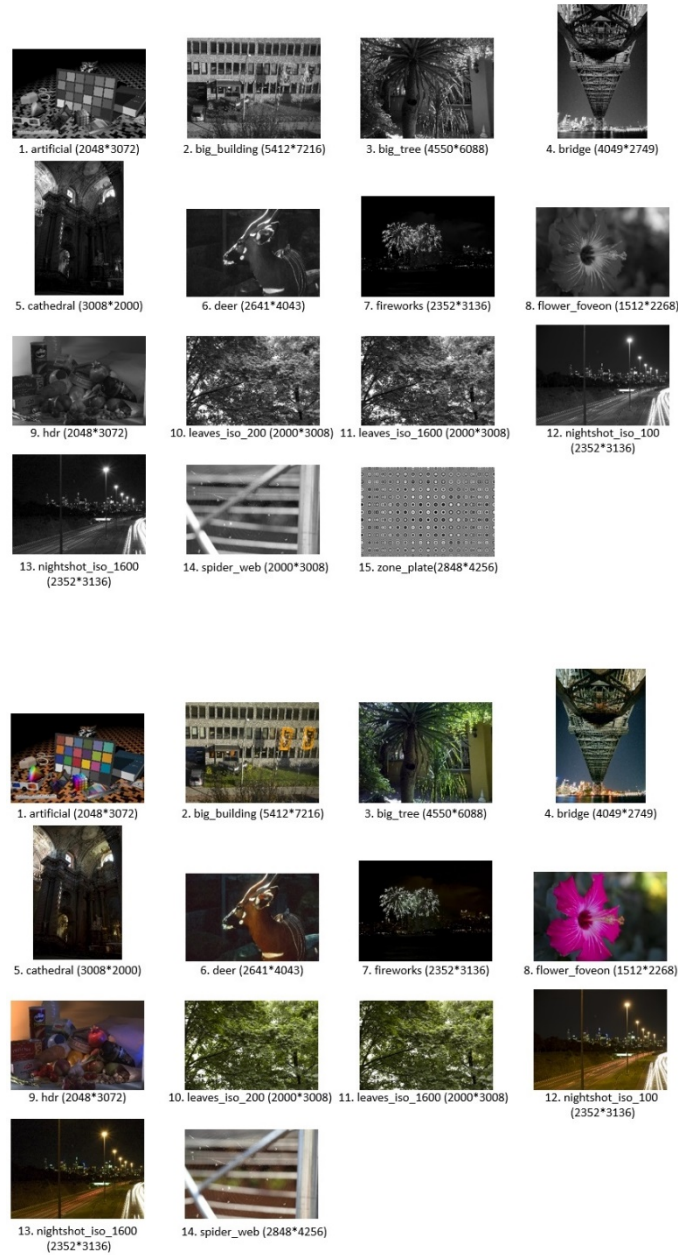 1. artificial (2048*3072)
2. big_building (5412*7216)
3. big_tree (4550*6088)
4. bridge (4049*2749)
5. cathedral (3008*2000)
6. deer (2641*4043)
7. fireworks (2352*3136)
8. flower_foveon (1512*2268)
9. hdr (2048*3072)
10. leaves_iso_200 (2000*3008)
11. leaves_iso_1600 (2000*3008)
12. nightshot_iso_100
(2352*3136)
13. nightshot_iso_1600
(2352*3136)
14. spider_web (2000*3008)
15. zone_plate(2848*4256)
1. artificial (2048*3072)
2. big_building (5412*7216)
3. big_tree (4550*6088)
4. bridge (4049*2749)
5. cathedral (3008*2000)
6. deer (2641*4043)
7. fireworks (2352*3136)
8. flower_foveon (1512*2268)
9. hdr (2048*3072)
10. leaves_iso_200 (2000*3008)
11. leaves_iso_1600 (2000*3008)
12. nightshot_iso_100
(2352*3136)
13. nightshot_iso_1600
(2352*3136)
14. spider_web (2848*4256)